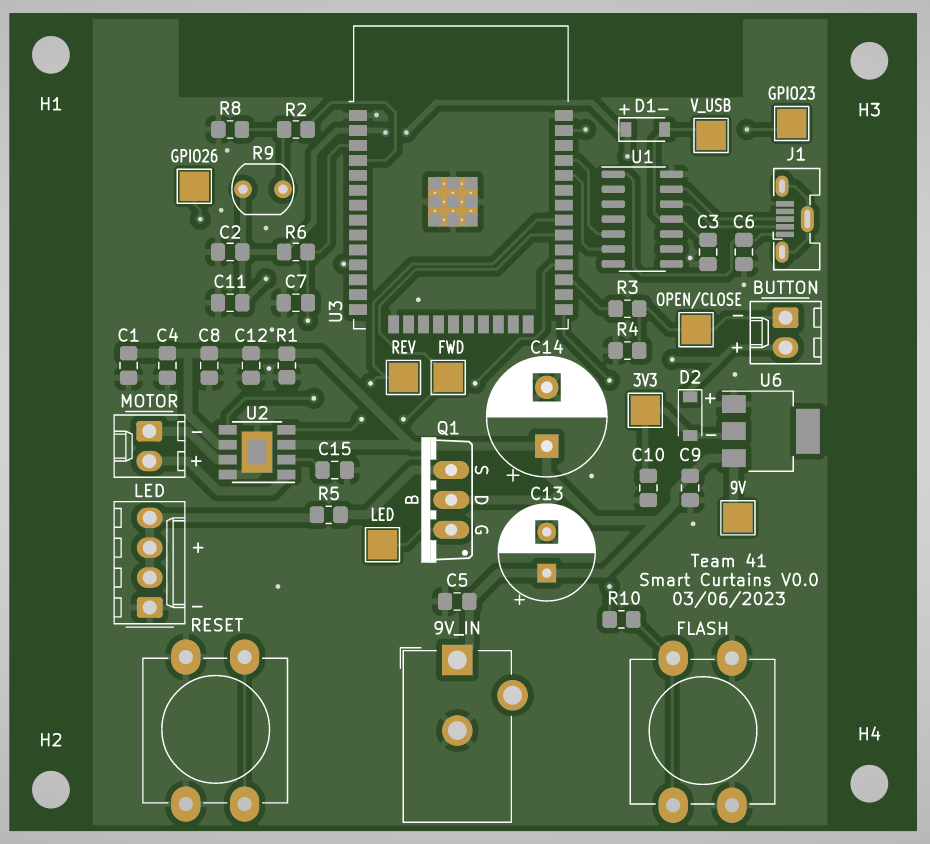 H1
R8
R2
+ D1 -
V_USB
GPIO23
H3
GPIO26
R9
U1
J1
C2
R6
C3
C6
C11
C7
U3
R3
OPEN/CLOSE
BUTTON
-
+
C1
C4
C8
C12
R1
REV
FWD
C14
R4
3V3
D2
+
-
U6
MOTOR
-
+
U2
C15
Q1
B
S
D
G
+
C10
C9
9V
LED
+
-
R5
LED
C13
+
Team 41
Smart Curtains V0.0
03/06/2023
C5
R10
RESET
9V_IN
FLASH
H2
H4